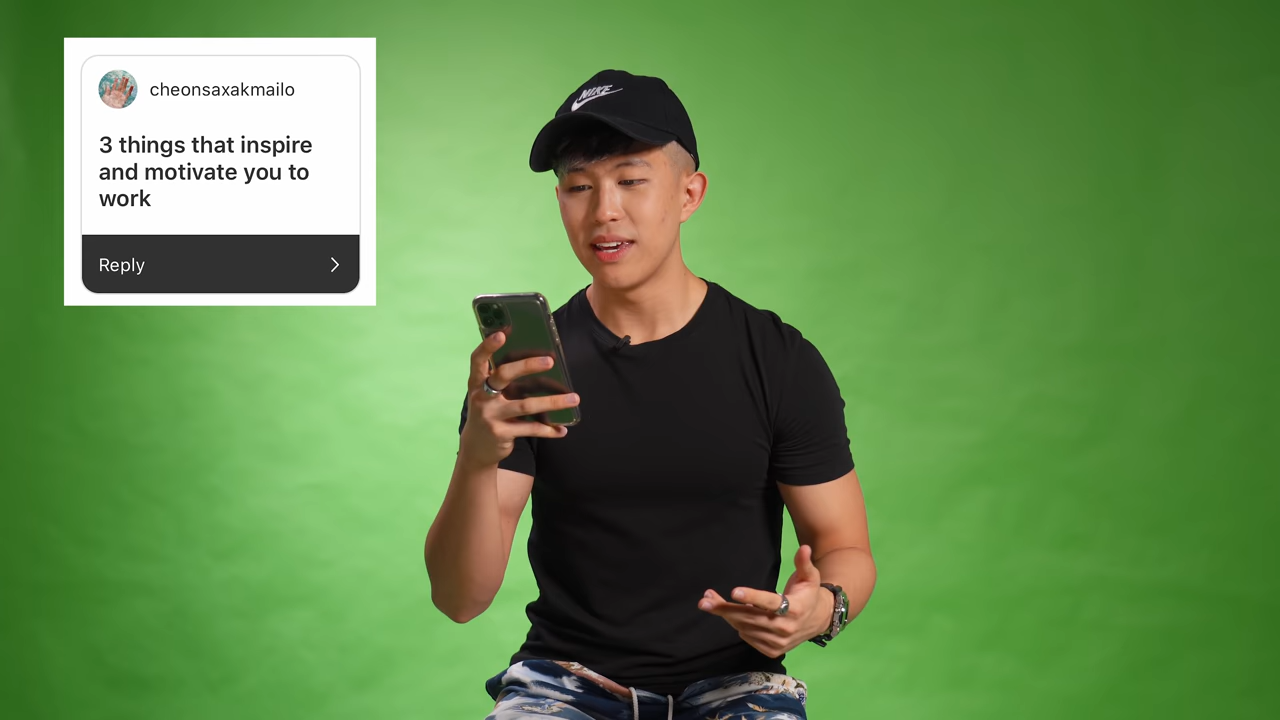 cheonsaxakmailo
3 things that inspire
and motivate you to
work
Reply
NIKE